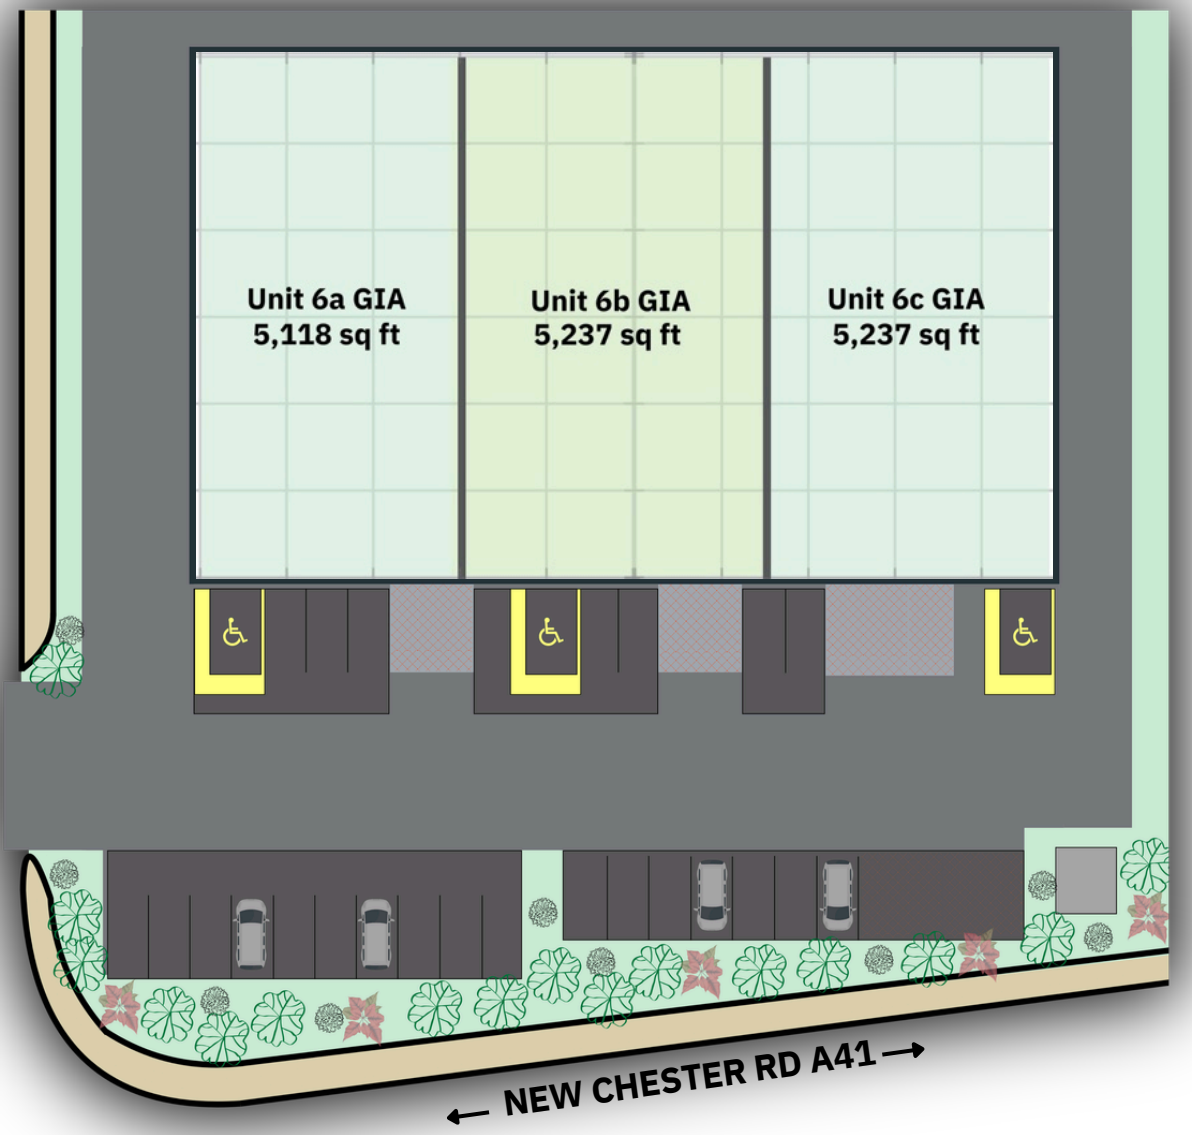 Unit 6a GIA
5,118 sq ft
Unit 6b GIA
5,237 sq ft
Unit 6c GIA
5,237 sq ft
NEW CHESTER RD A41